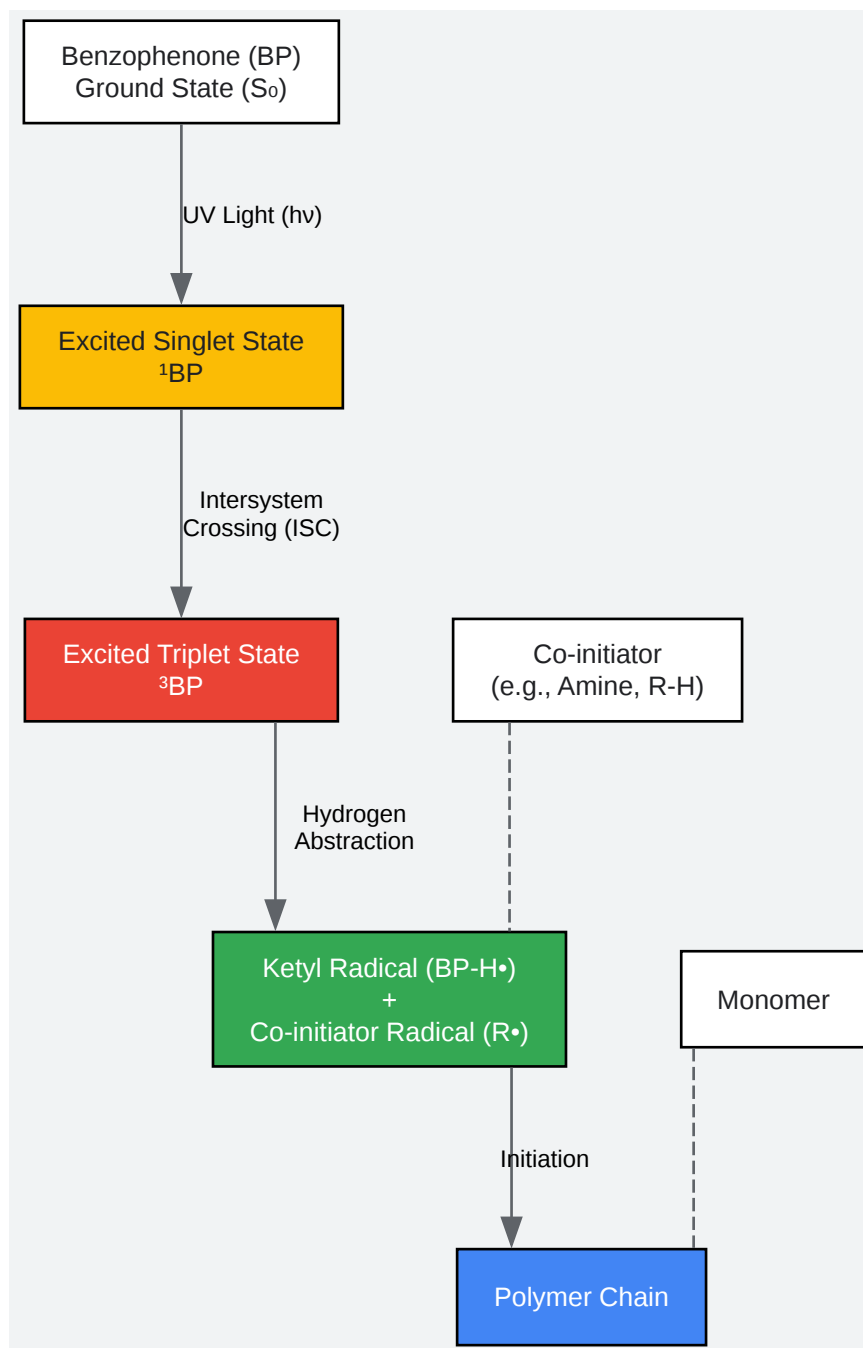 Benzophenone (BP)
Ground State (S₀)
UV Light (hν)
Excited Singlet State
¹BP
Intersystem
Crossing (ISC)
Excited Triplet State
³BP
Co-initiator
(e.g., Amine, R-H)
Hydrogen
Abstraction
Ketyl Radical (BP-H•)
+
Co-initiator Radical (R•)
Monomer
Initiation
Polymer Chain